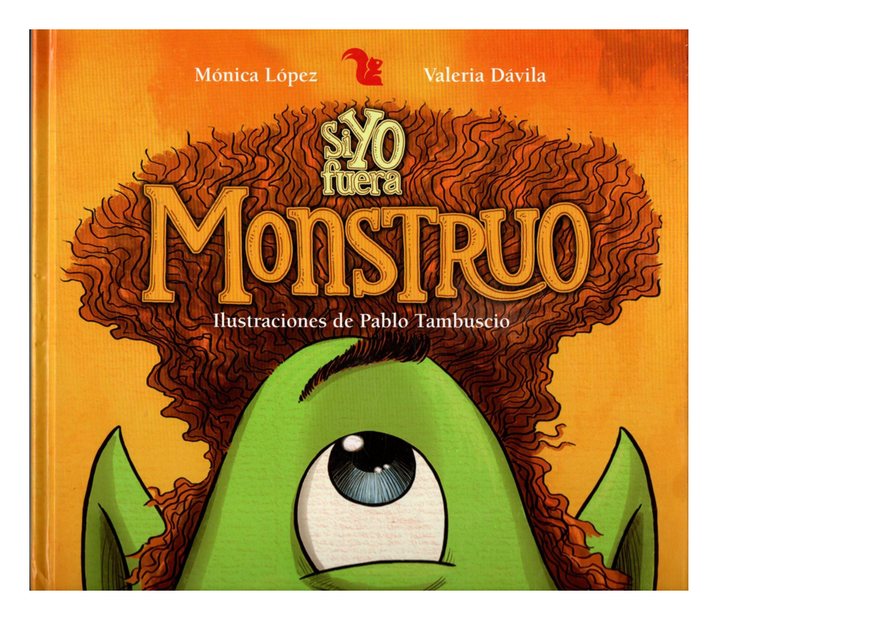 Mónica López
Valeria Dávila
Si YO
fuera
MONSTRUO
Ilustraciones de Pablo Tambuscio